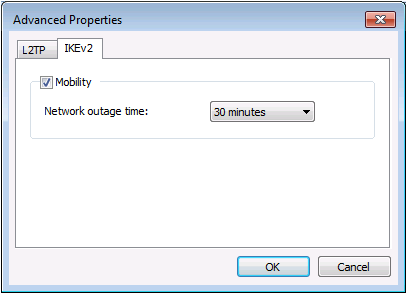 Advanced Properties
L2TP
IKEv2
Mobility
Network outage time:
30 minutes
OK
Cancel